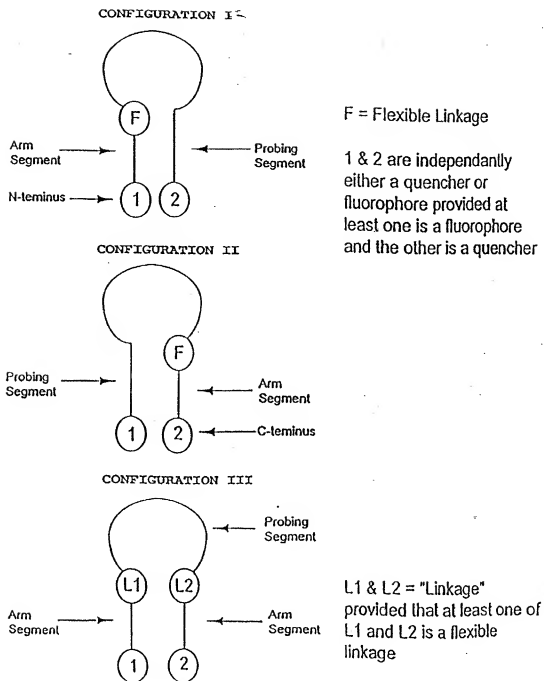 CONFIGURATION I
F
Arm
Segment
Probing
Segment
N-teminus
1
2
F = Flexible Linkage
1 & 2 are independantly
either a quencher or
fluorophore provided at
least one is a fluorophore
and the other is a quencher
CONFIGURATION II
F
Probing
Segment
Arm
Segment
1
2
C-teminus
CONFIGURATION III
Probing
Segment
L1
L2
Arm
Segment
Arm
Segment
1
2
L1 & L2 = "Linkage"
provided that at least one of
L1 and L2 is a flexible
linkage